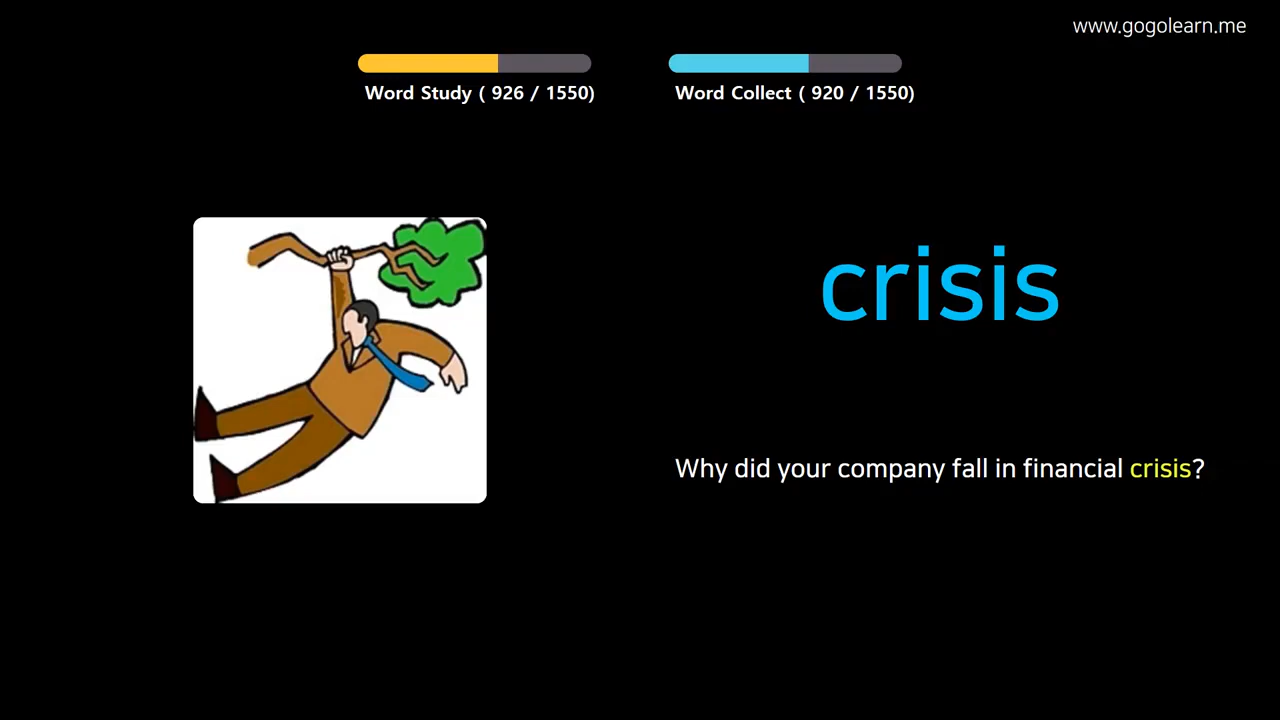 www.gogolearn.me
Word Study ( 926 / 1550)
Word Collect ( 920 / 1550)
crisis
Why did your company fall in financial crisis?